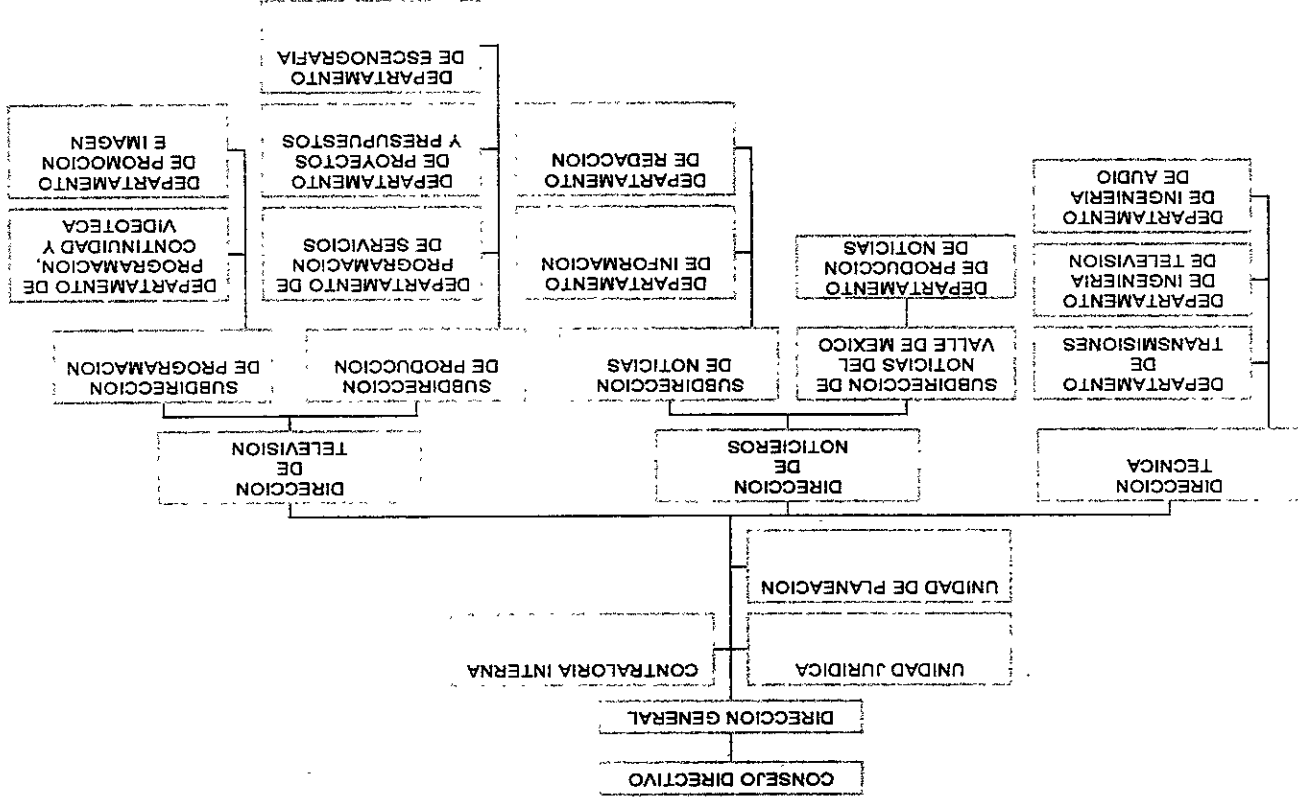 CONSEJO DIRECTIVO
DIRECCION GENERAL
UNIDAD JURIDICA
CONTRALORIA INTERNA
UNIDAD DE PLANEACION
DIRECCION
TECNICA
DIRECCION
DE
NOTICIEROS
DIRECCION
DE
TELEVISION
DEPARTAMENTO
DE
TRANSMISIONES
SUBDIRECCION DE
NOTICIAS DEL
VALLE DE MEXICO
SUBDIRECCION
DE NOTICIAS
SUBDIRECCION
DE PRODUCCION
SUBDIRECCION
DE PROGRAMACION
DEPARTAMENTO
DE INGENIERIA
DE TELEVISION
DEPARTAMENTO
DE PRODUCCION
DE NOTICIAS
DEPARTAMENTO
DE INFORMACION
DEPARTAMENTO DE
PROGRAMACION
DE SERVICIOS
DEPARTAMENTO DE
PROGRAMACION,
CONTINUIDAD Y
VIDEOTECA
DEPARTAMENTO
DE INGENIERIA
DE AUDIO
DEPARTAMENTO
DE REDACCION
DEPARTAMENTO
DE PROYECTOS
Y PRESUPUESTOS
DEPARTAMENTO
DE PROMOCION
E IMAGEN
DEPARTAMENTO
DE ESCENOGRAFIA